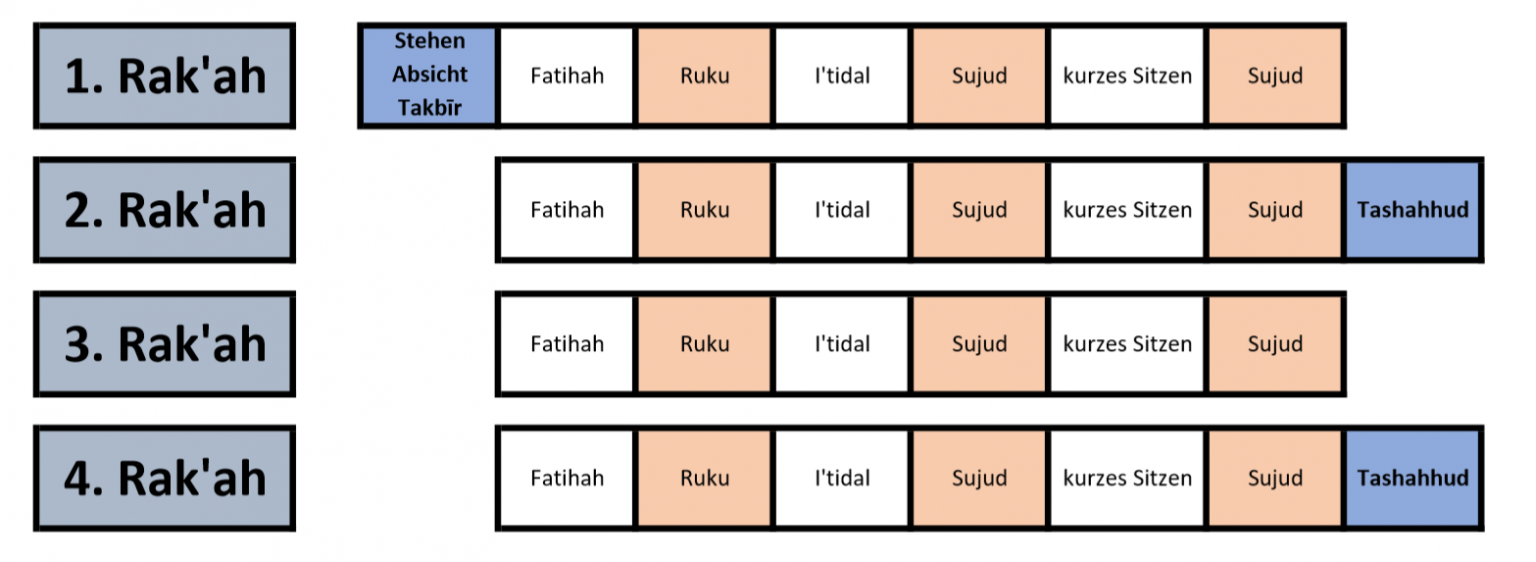 1. Rak'ah
Stehen
Absicht
Takbīr
Fatihah
Ruku
I'tidal
Sujud
kurzes Sitzen
Sujud
2. Rak'ah
Fatihah
Ruku
I'tidal
Sujud
kurzes Sitzen
Sujud
Tashahhud
3. Rak'ah
Fatihah
Ruku
I'tidal
Sujud
kurzes Sitzen
Sujud
4. Rak'ah
Fatihah
Ruku
I'tidal
Sujud
kurzes Sitzen
Sujud
Tashahhud